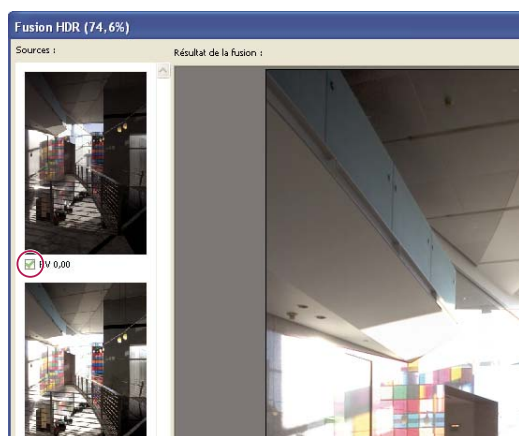 Fusion HDR (74,6%)
Sources :
Résultat de la fusion :
EV 0,00